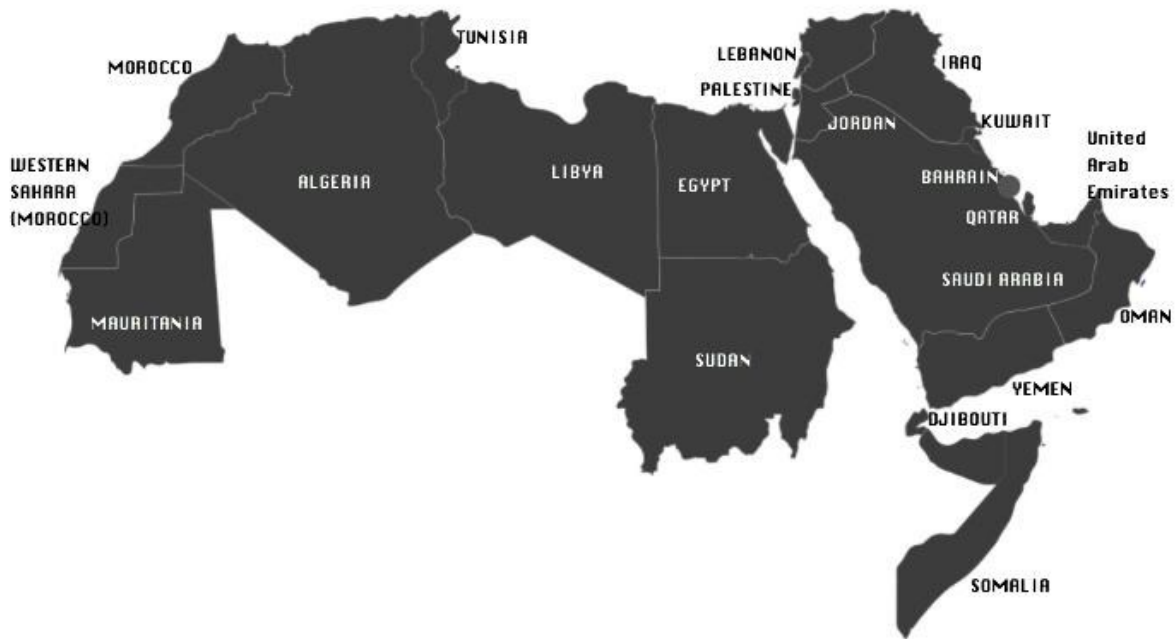 TUNISIA
MOROCCO
LEBANON
IRAQ
PALESTINE
JORDAN
KUWAIT
United
Arab
Emirates
WESTERN
SAHARA
(MOROCCO)
ALGERIA
LIBYA
EGYPT
BAHRAIN
QATAR
SAUDI ARABIA
MAURITANIA
OMAN
SUDAN
YEMEN
DJIBOUTI
SOMALIA